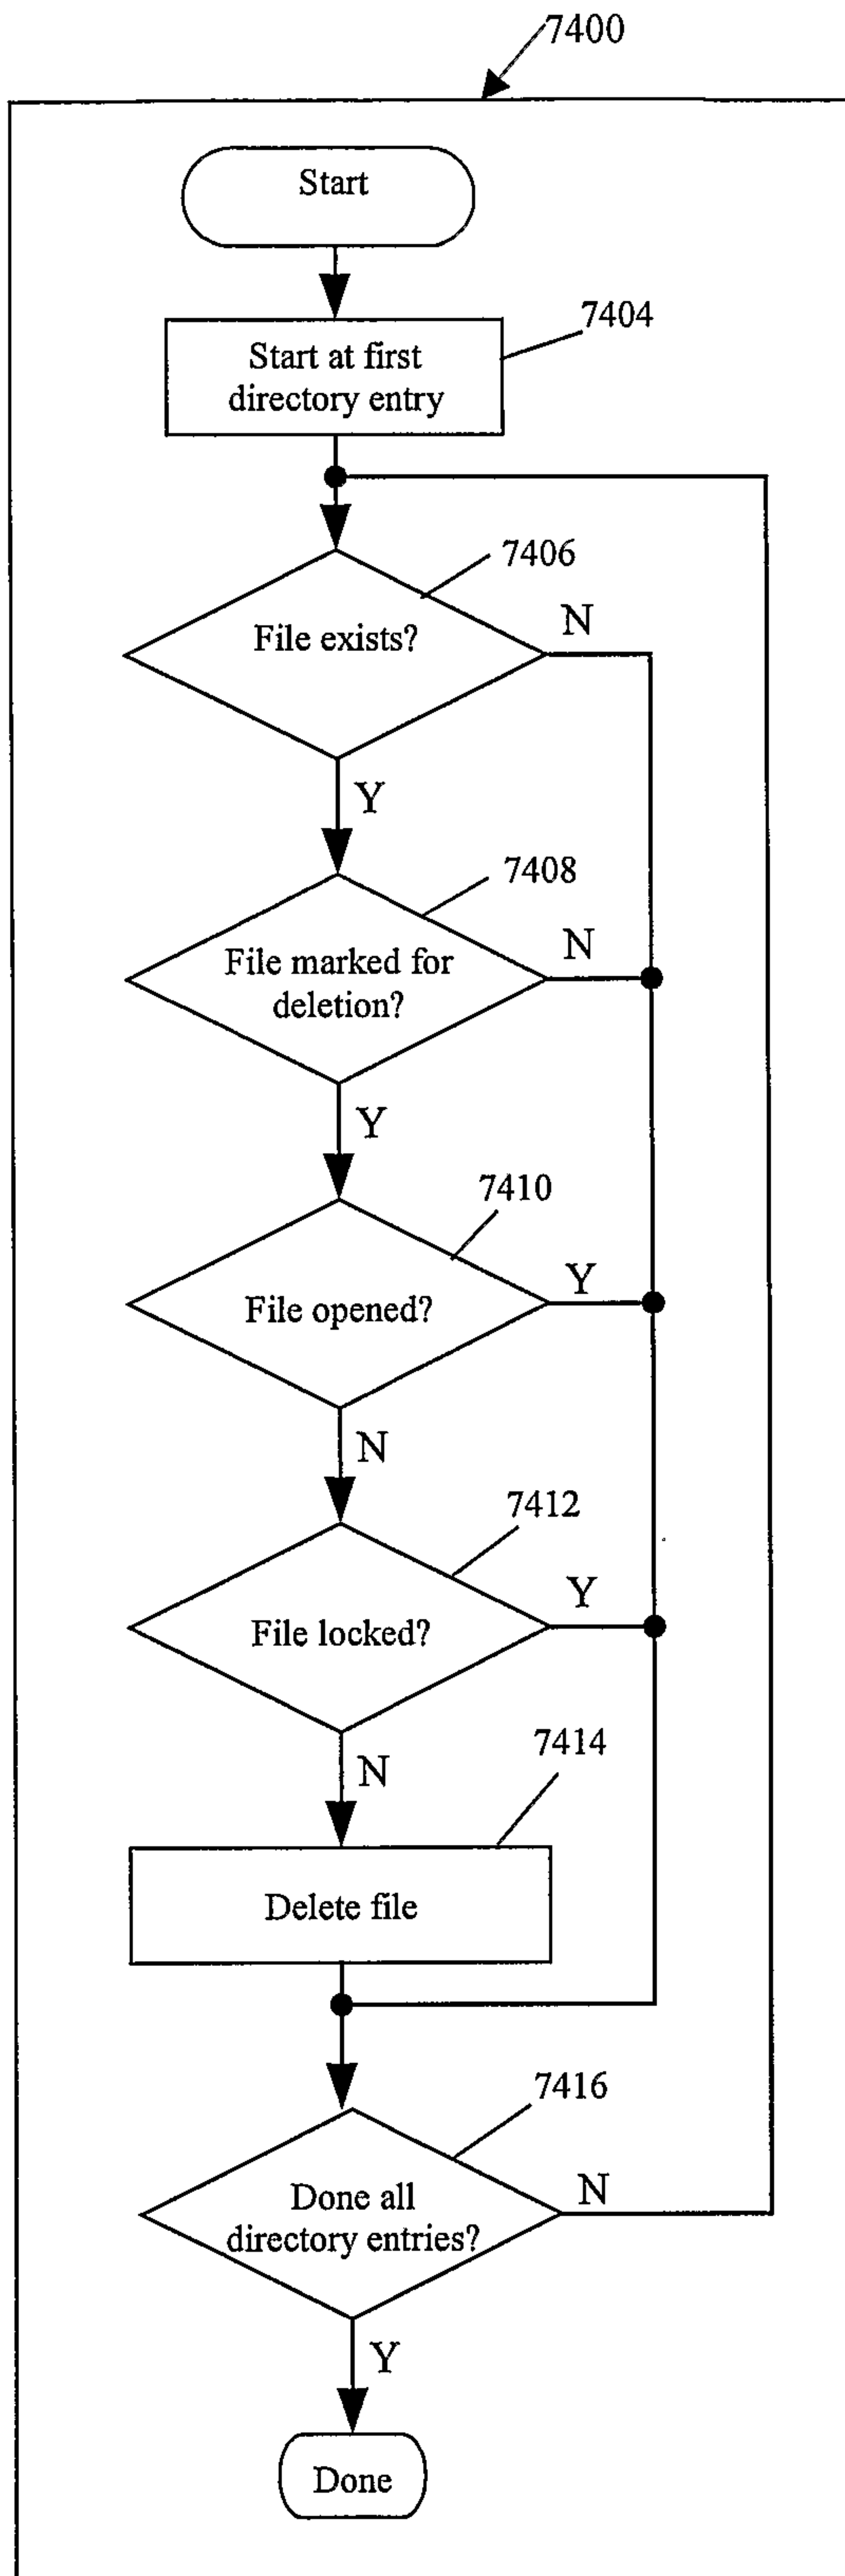 7400
Start
7404
Start at first
directory entry
7406
File exists?
N
Y
7408
File marked for
deletion?
N
Y
7410
File opened?
Y
N
7412
File locked?
Y
N
7414
Delete file
7416
Done all
directory entries?
N
Y
Done